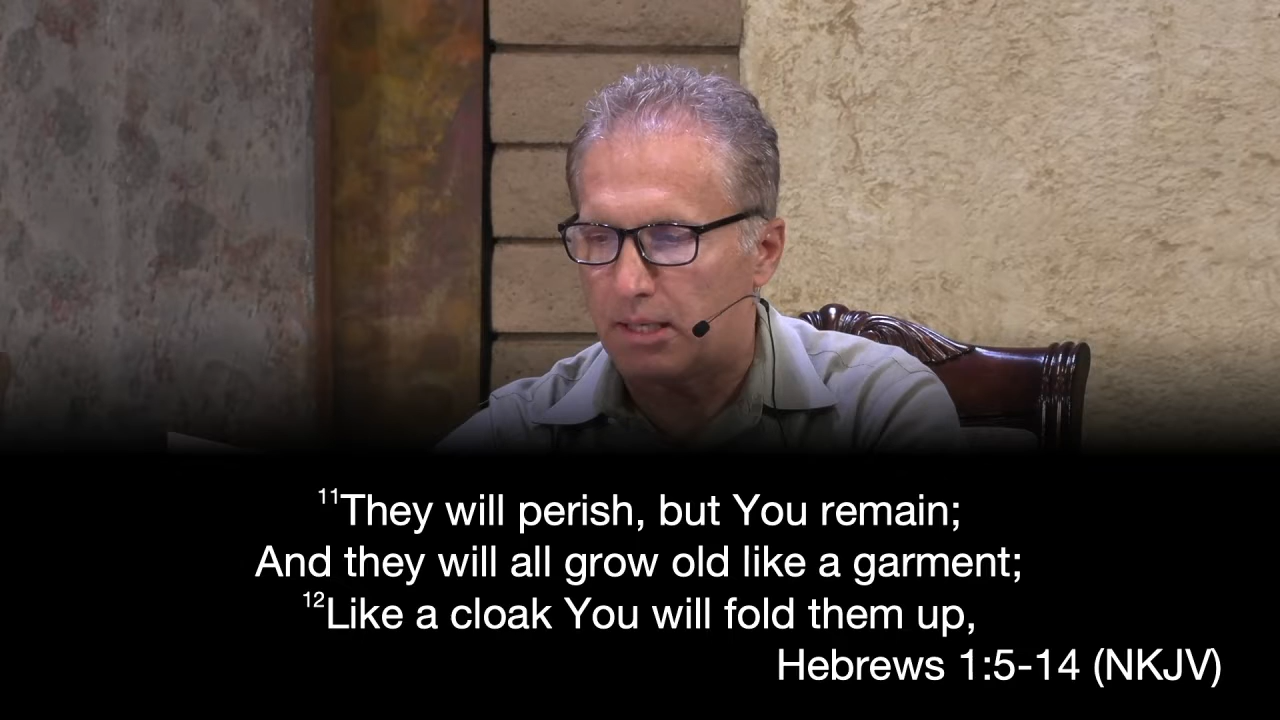 ¹¹They will perish, but You remain;
And they will all grow old like a garment;
¹²Like a cloak You will fold them up,
Hebrews 1:5-14 (NKJV)